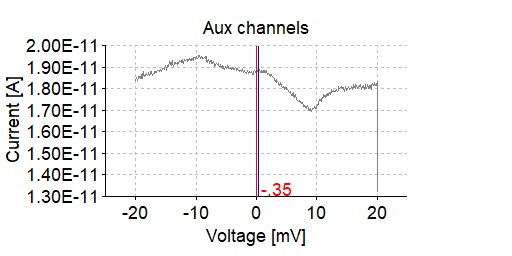 Aux channels
2.00E-11
1.90E-11
1.80E-11
1.70E-11
1.60E-11
1.50E-11
1.40E-11
1.30E-11
Current [A]
-.35
-20 -10 0 10 20
Voltage [mV]